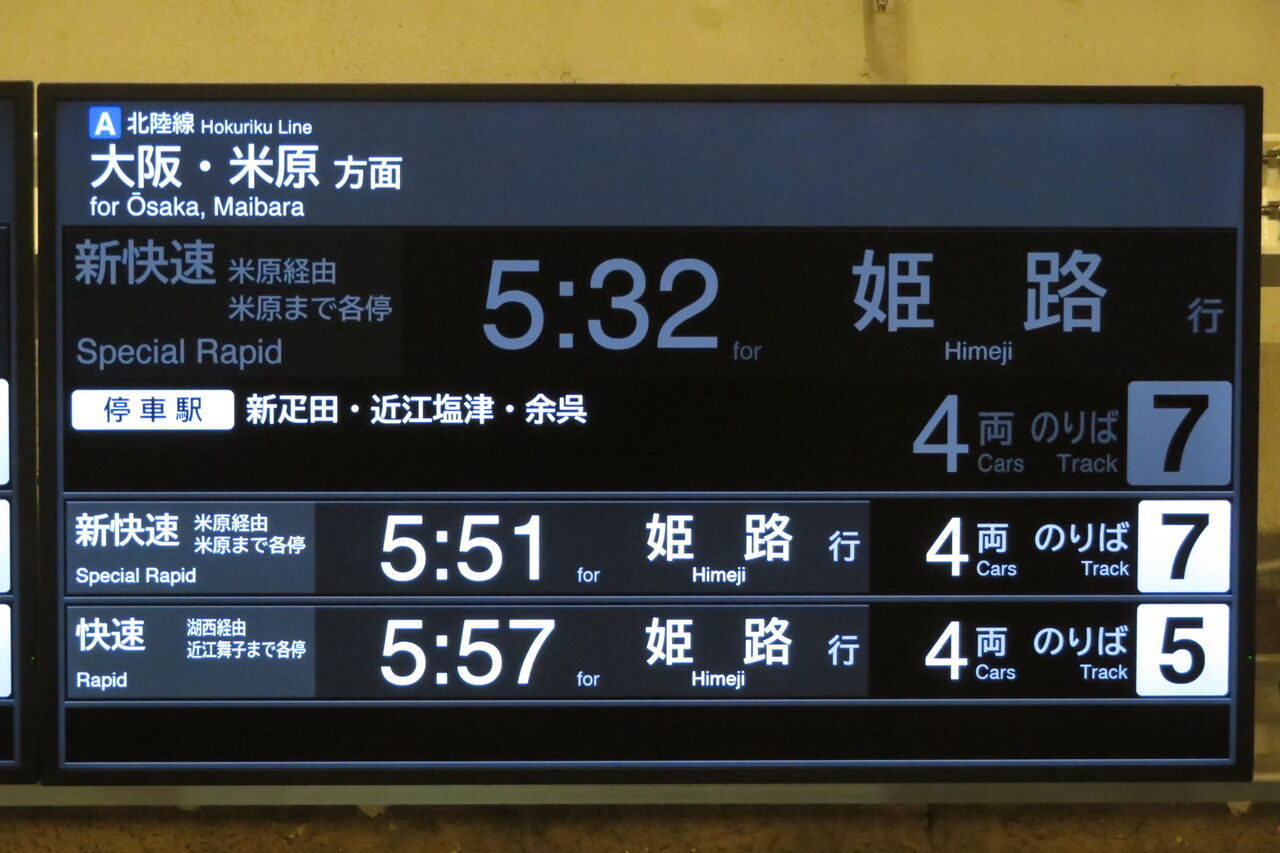 A 北陸線 Hokuriku Line
大阪・米原 方面
for Ōsaka, Maibara
新快速 米原経由
米原まで各停
Special Rapid
5:32 for
姫路 行
Himeji
停車駅 新疋田・近江塩津・余呉
4両 のりば 7
Cars Track
新快速 米原経由
米原まで各停
Special Rapid
5:51 for
姫路 行
Himeji
4両 のりば 7
Cars Track
快速 湖西経由
近江舞子まで各停
Rapid
5:57 for
姫路 行
Himeji
4両 のりば 5
Cars Track